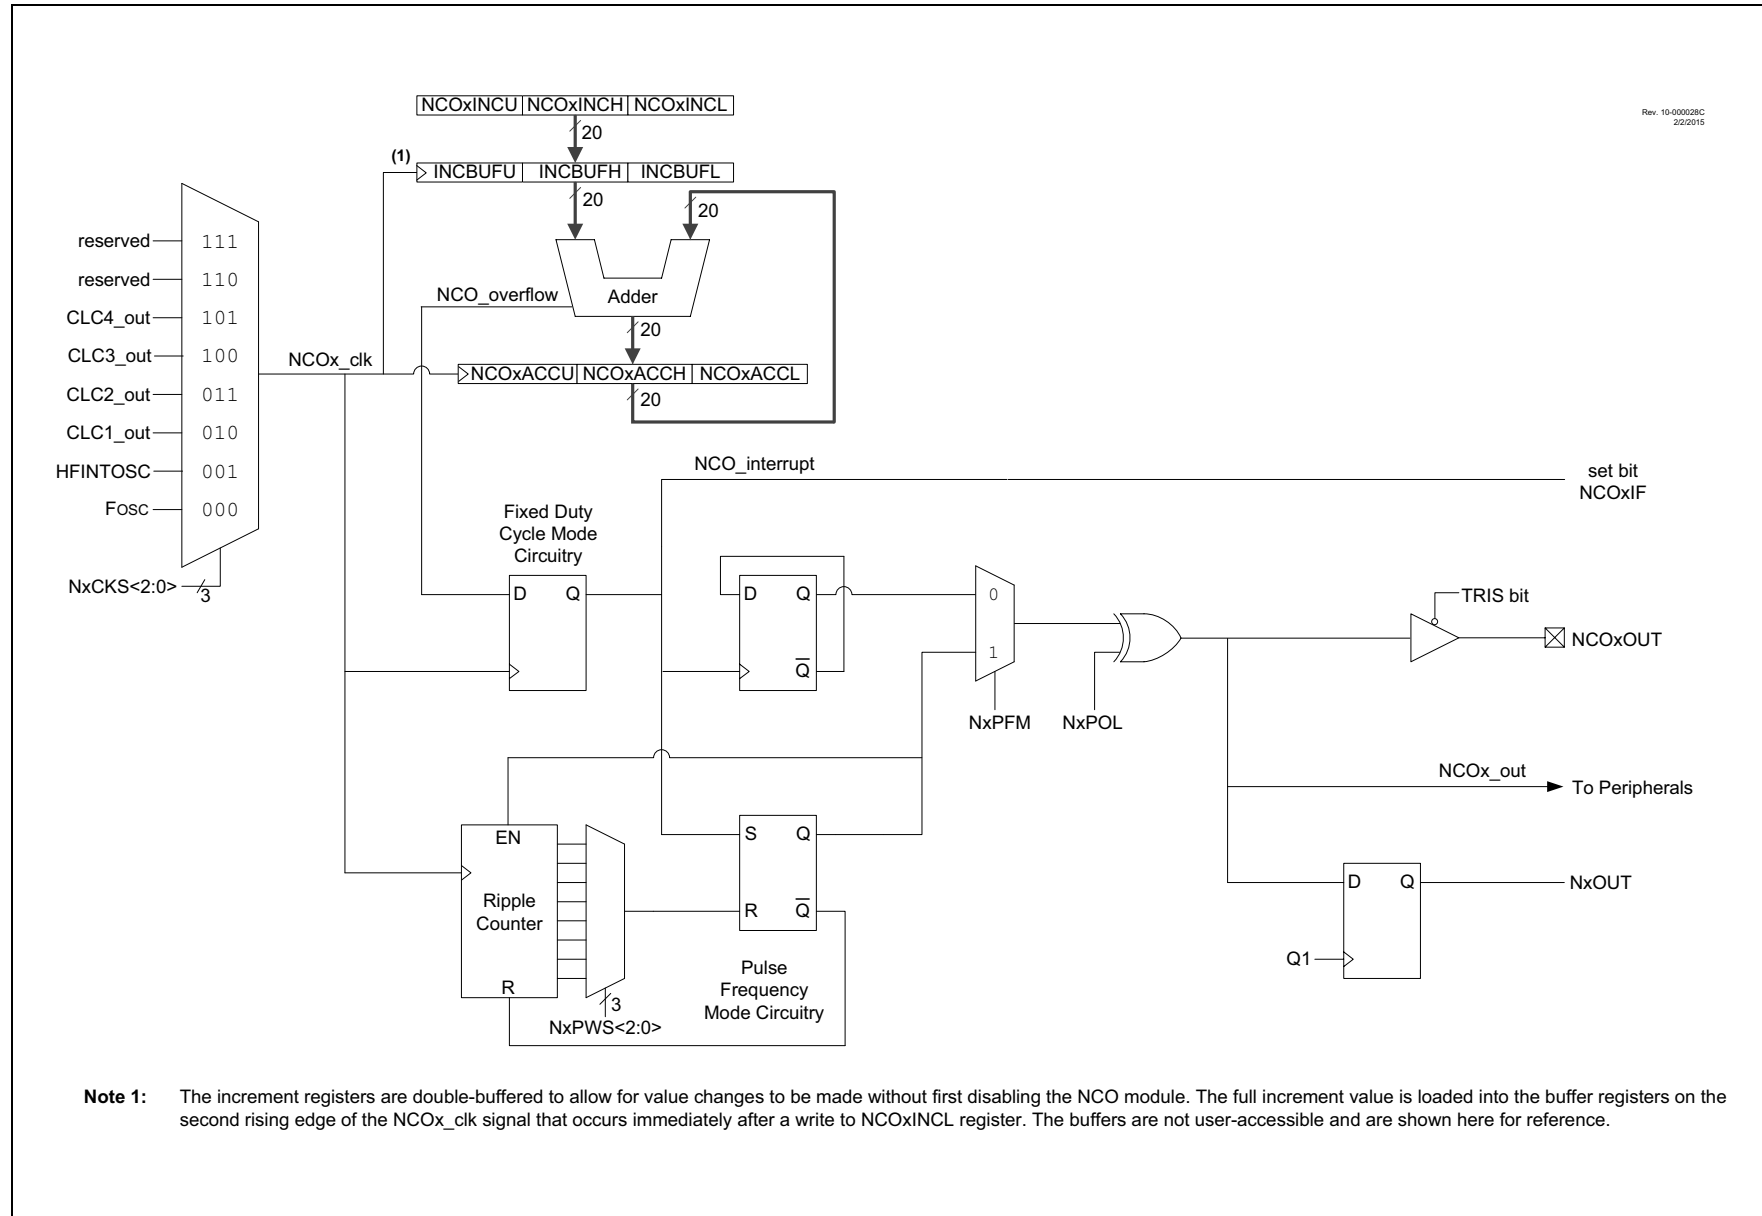 NCOxINCU NCOxINCH NCOxINCL
Rev. 10-000028C
2/2/2015
20
(1)
INCBUFU INCBUFH INCBUFL
20
20
reserved 111
reserved 110
CLC4_out 101
CLC3_out 100
CLC2_out 011
CLC1_out 010
HFINTOSC 001
FOSC 000
NxCKS<2:0>
3
NCOx_clk
NCO_overflow
Adder
20
NCOxACCU NCOxACCH NCOxACCL
20
NCO_interrupt
set bit
NCOxIF
Fixed Duty
Cycle Mode
Circuitry
D Q
D Q
Q
0
1
NxPFM
NxPOL
TRIS bit
NCOxOUT
NCOx_out
To Peripherals
EN
Ripple
Counter
R
3
NxPWS<2:0>
S Q
R Q
Pulse
Frequency
Mode Circuitry
D Q
NxOUT
Q1
Note 1: The increment registers are double-buffered to allow for value changes to be made without first disabling the NCO module. The full increment value is loaded into the buffer registers on the
second rising edge of the NCOx_clk signal that occurs immediately after a write to NCOxINCL register. The buffers are not user-accessible and are shown here for reference.